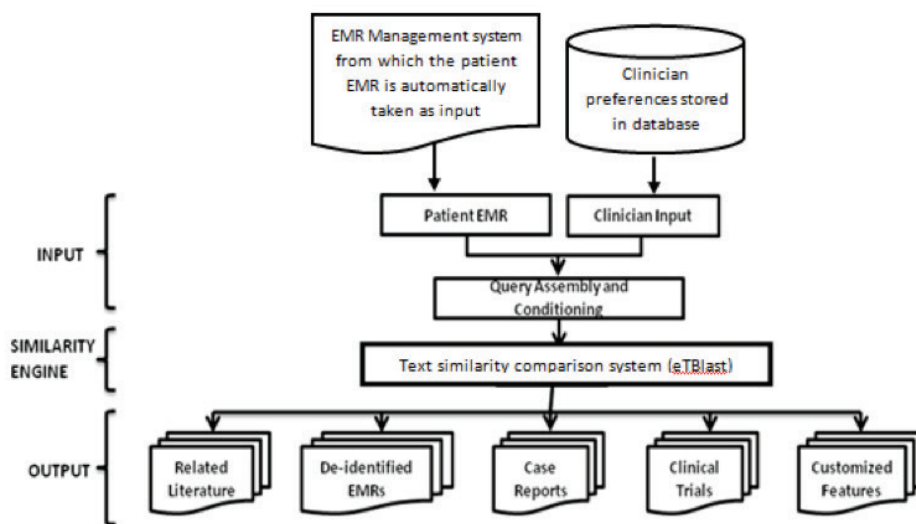 EMR Management system
from which the patient
EMR is automatically
taken as input
Clinician
preferences stored
in database
Patient EMR
Clinician Input
INPUT
Query Assembly and
Conditioning
SIMILARITY
ENGINE
Text similarity comparison system (eTBlast)
OUTPUT
Related
Literature
De-identified
EMRs
Case
Reports
Clinical
Trials
Customized
Features